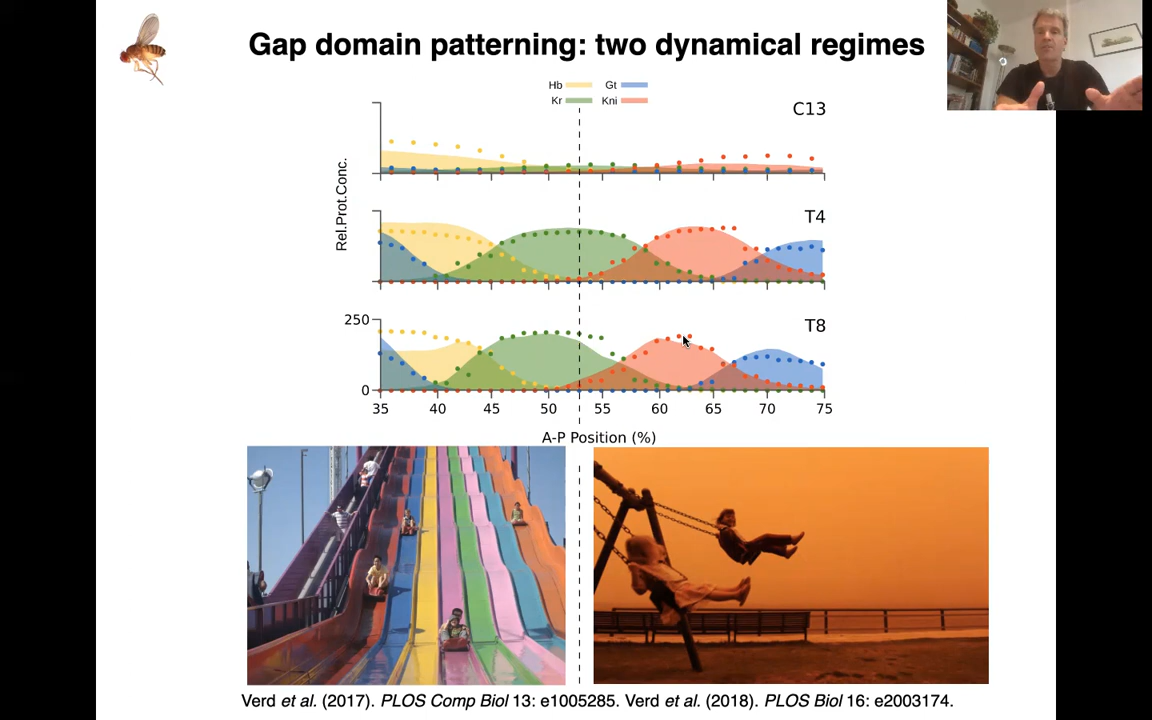 Gap domain patterning: two dynamical regimes
Hb Gt
Kr Kni
C13
T4
T8
Rel.Prot.Conc.
250
0
35 40 45 50 55 60 65 70 75
A-P Position (%)
Verd et al. (2017). PLOS Comp Biol 13: e1005285. Verd et al. (2018). PLOS Biol 16: e2003174.